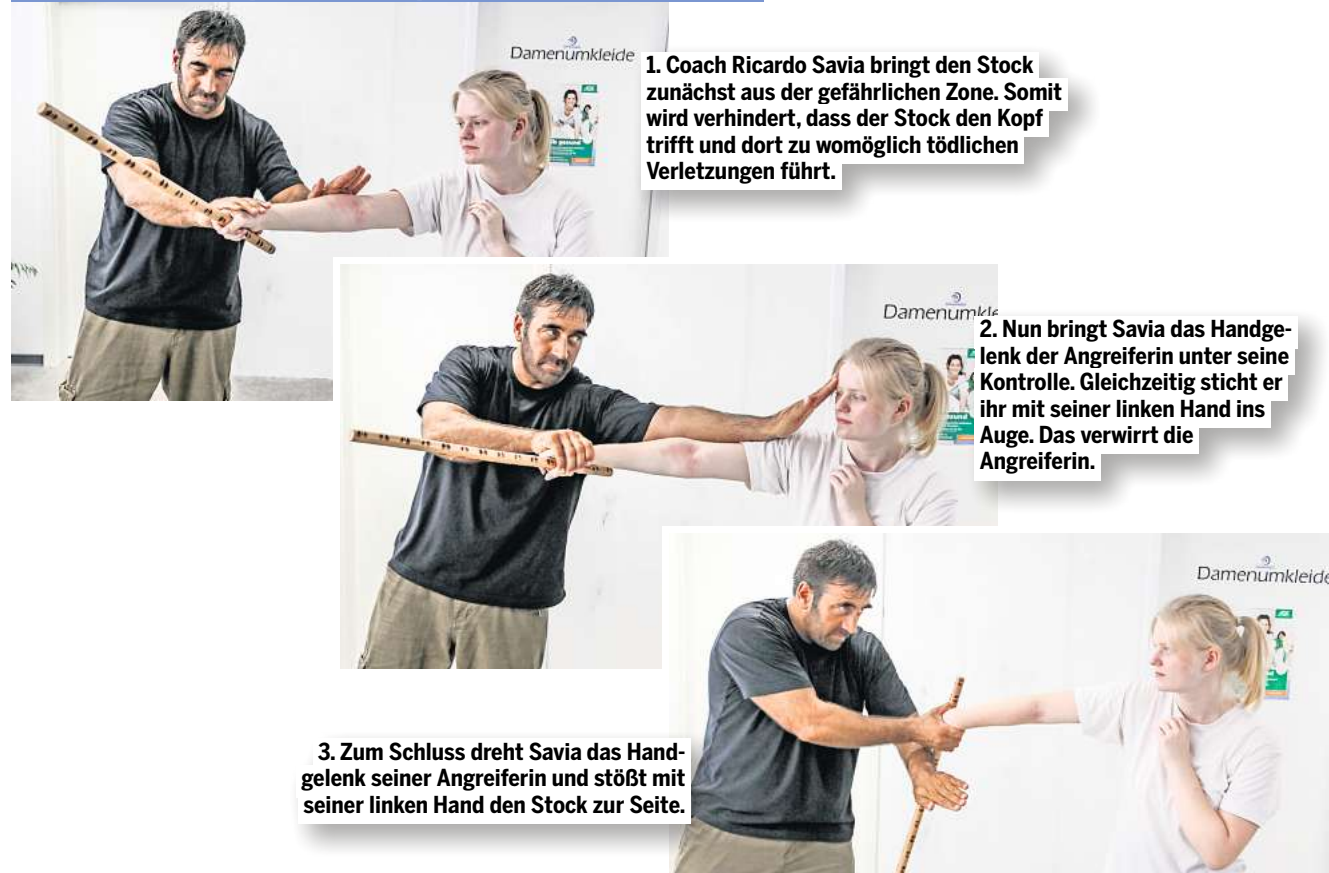 Damenumkleide
1. Coach Ricardo Savia bringt den Stock
zunächst aus der gefährlichen Zone. Somit
wird verhindert, dass der Stock den Kopf
trifft und dort zu womöglich tödlichen
Verletzungen führt.
Damenumkle
2. Nun bringt Savia das Handge-
lenk der Angreiferin unter seine
Kontrolle. Gleichzeitig sticht er
ihr mit seiner linken Hand ins
Auge. Das verwirrt die
Angreiferin.
Damenumkleide
3. Zum Schluss dreht Savia das Hand-
gelenk seiner Angreiferin und stößt mit
seiner linken Hand den Stock zur Seite.